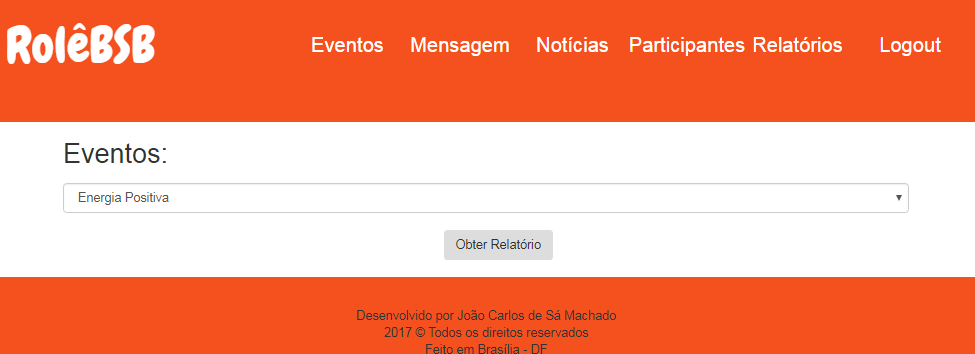 RolêBSB
Eventos Mensagem Notícias Participantes Relatórios Logout
Eventos:
Energia Positiva
Obter Relatório
Desenvolvido por João Carlos de Sá Machado
2017 © Todos os direitos reservados
Feito em Brasília - DF